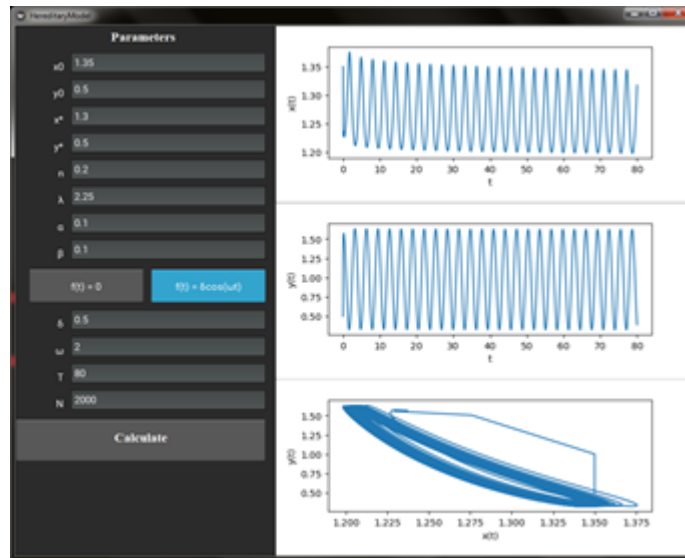 HereditaryModel
Parameters
x0 1.35
y0 0.5
x* 1.3
y* 0.5
n 0.2
λ 2.25
α 0.1
β 0.1
f(t) = 0 f(t) = δcos(ωt)
δ 0.5
ω 2
T 80
N 2000
Calculate
1.35
1.30
1.25
1.20
x(t)
0 10 20 30 40 50 60 70 80
t
1.50
1.25
1.00
0.75
0.50
y(t)
0 10 20 30 40 50 60 70 80
t
1.50
1.25
1.00
0.75
0.50
y(t)
1.200 1.225 1.250 1.275 1.300 1.325 1.350 1.375
x(t)